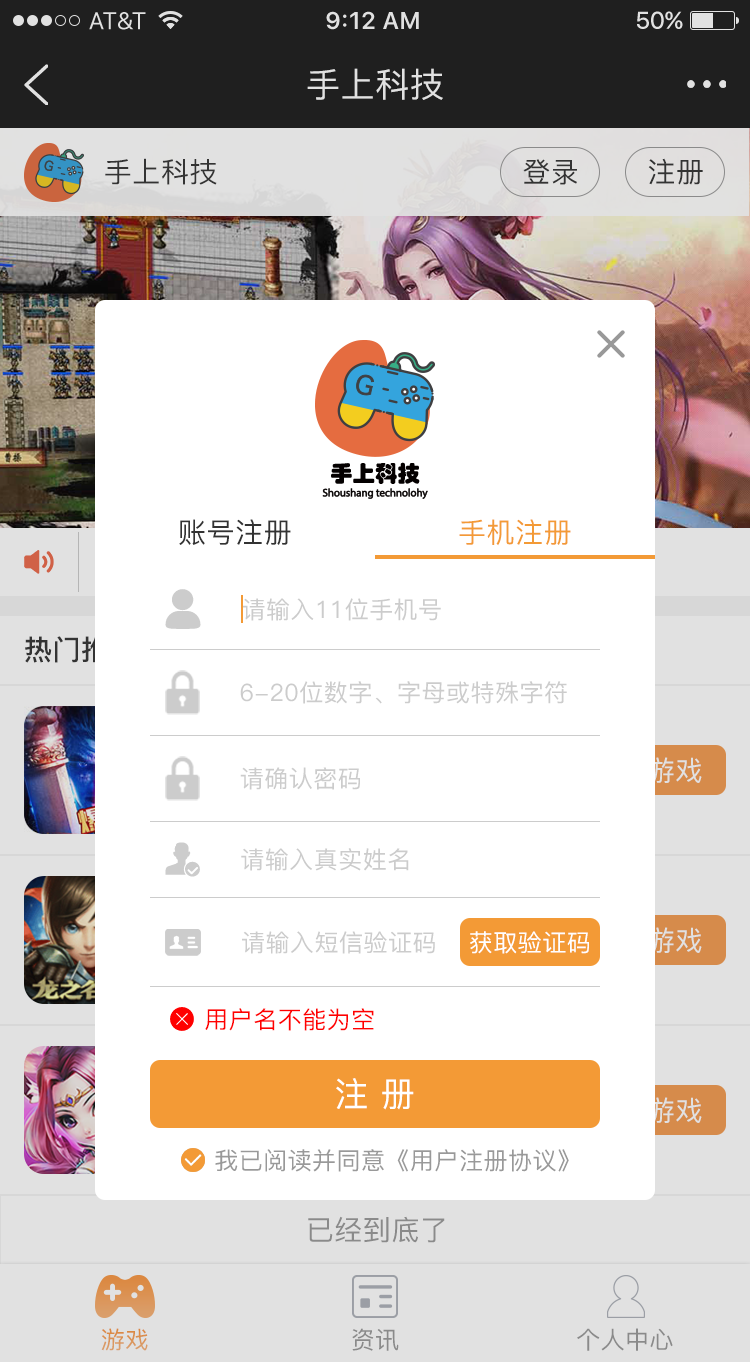 AT&T 9:12 AM 50%
手上科技
手上科技 登录 注册
G
曹操
G
手上科技
Shoushang technolohy
账号注册 手机注册
请输入11位手机号
热门推
6-20位数字、字母或特殊字符
请确认密码
游戏
请输入真实姓名
请输入短信验证码 获取验证码
游戏
龙之
用户名不能为空
注 册
游戏
我已阅读并同意《用户注册协议》
已经到底了
游戏 资讯 个人中心